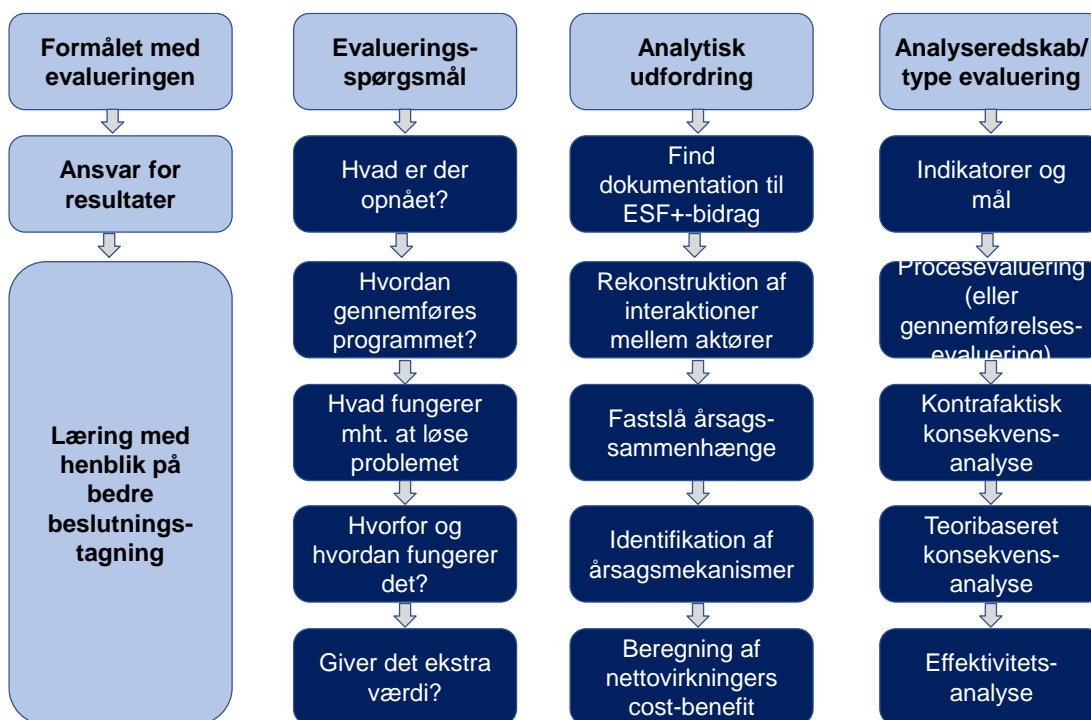 Formålet med
evalueringen
Ansvar for
resultater
Læring med
henblik på
bedre
beslutnings-
tagning
Evaluerings-
spørgsmål
Hvad er der
opnået?
Hvordan
gennemføres
programmet?
Hvad fungerer
mht. at løse
problemet
Hvorfor og
hvordan fungerer
det?
Giver det ekstra
værdi?
Analytisk
udfordring
Find
dokumentation til
ESF+-bidrag
Rekonstruktion af
interaktioner
mellem aktører
Fastslå årsags-
sammenhænge
Identifikation af
årsagsmekanismer
Beregning af
nettovirkningers
cost-benefit
Analyseredskab/
type evaluering
Indikatorer og
mål
Procesevaluering
(eller
gennemførelses-
evaluering)
Kontrafaktisk
konsekvens-
analyse
Teoribaseret
konsekvens-
analyse
Effektivitets-
analyse